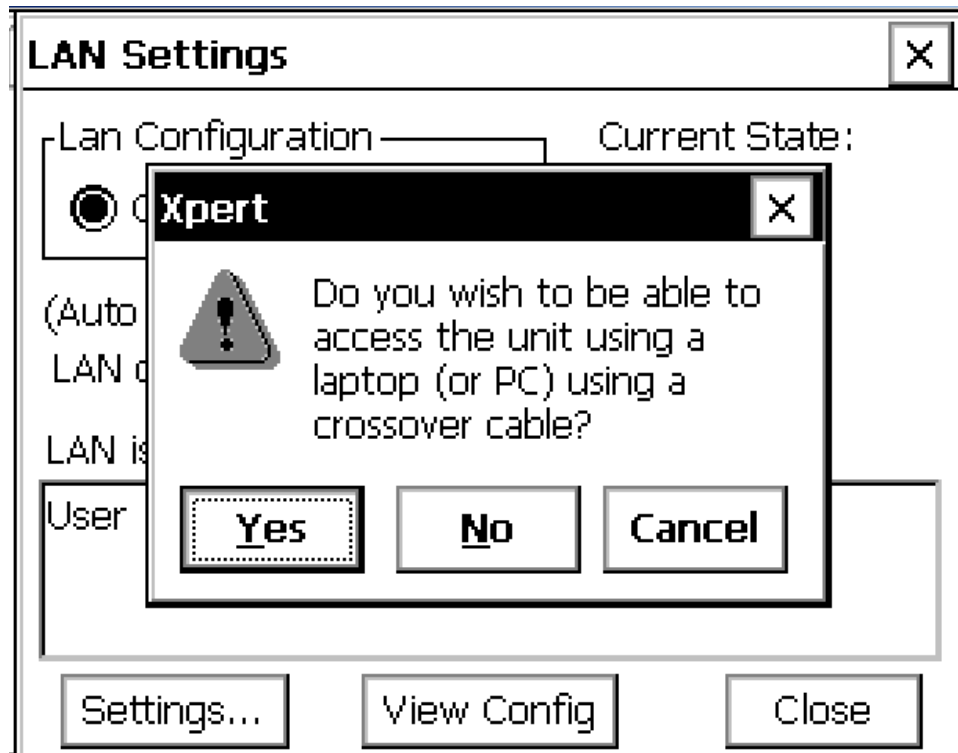 LAN Settings
Lan Configuration
Current State:
Xpert
Do you wish to be able to
access the unit using a
laptop (or PC) using a
crossover cable?
(Auto
LAN
LAN
User
Yes
No
Cancel
Settings...
View Config
Close